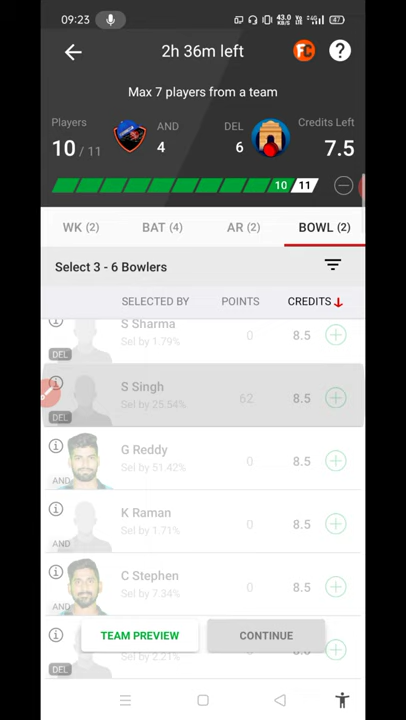 09:23
43.0
47
2h 36m left
FC
?
Max 7 players from a team
Players
AND
DEL
Credits Left
10 / 11
4
6
7.5
10
11
WK (2)
BAT (4)
AR (2)
BOWL (2)
Select 3 - 6 Bowlers
SELECTED BY
POINTS
CREDITS
S Sharma
Sel by 1.79%
0
8.5
DEL
S Singh
Sel by 25.54%
62
8.5
DEL
G Reddy
Sel by 51.42%
0
8.5
AND
K Raman
Sel by 1.71%
0
8.5
AND
C Stephen
Sel by 7.34%
0
8.5
AND
TEAM PREVIEW
CONTINUE
Sel by 2.21%
DEL